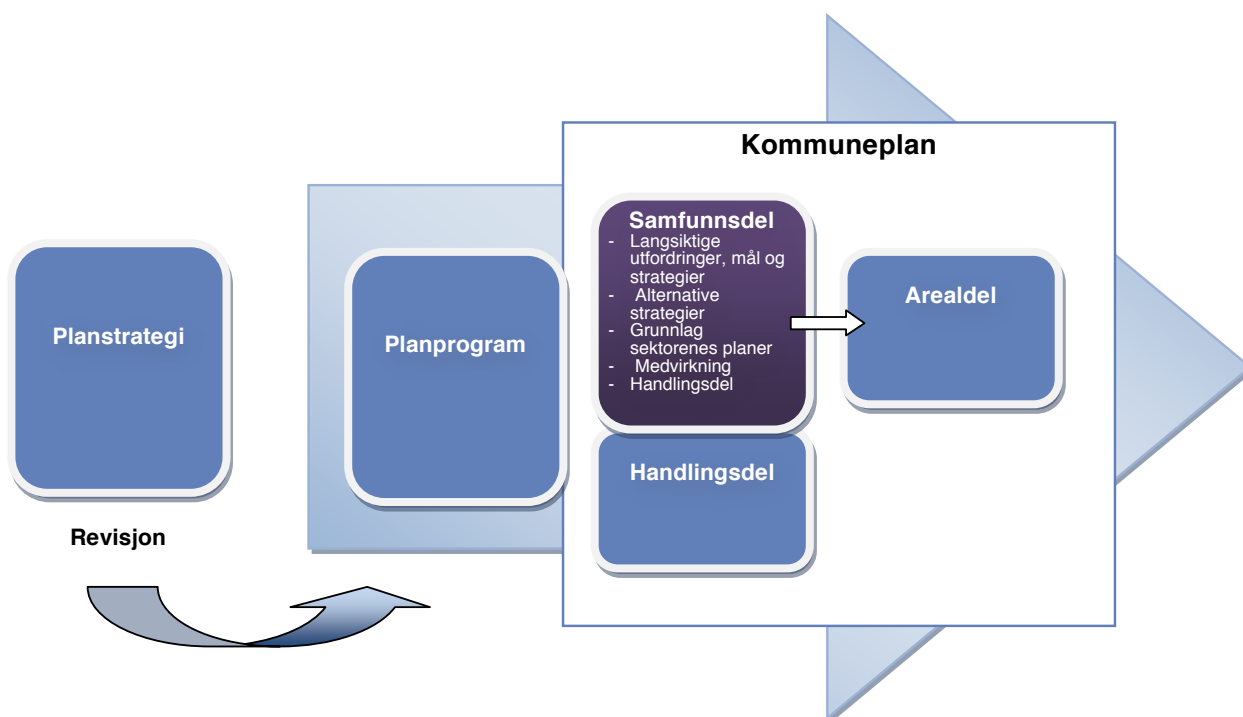 Kommuneplan
Planstrategi
Revisjon
Planprogram
Samfunnsdel
- Langsiktige
utfordringer, mål og
strategier
- Alternative
strategier
- Grunnlag
sektorenes planer
- Medvirkning
- Handlingsdel
Handlingsdel
Arealdel